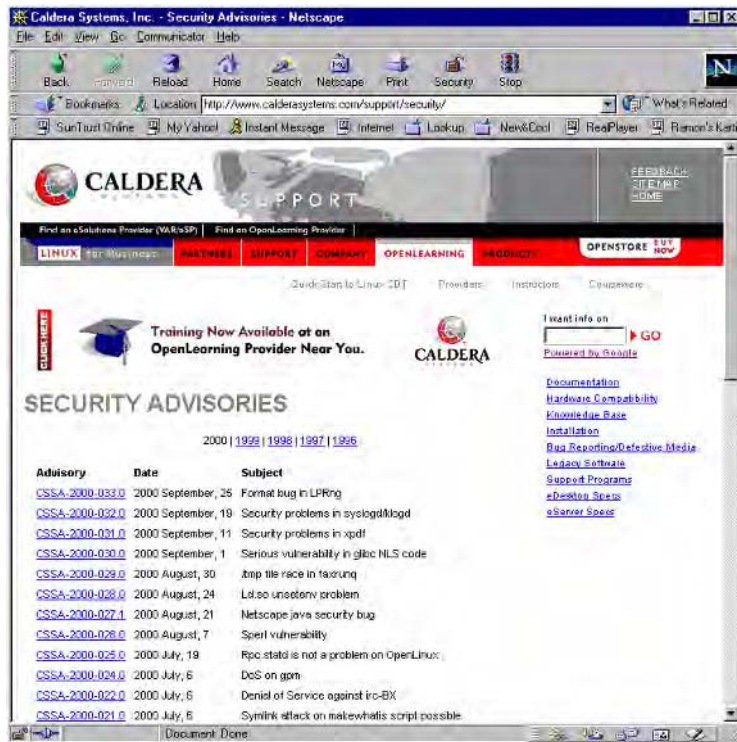 Caldera Systems, Inc. - Security Advisories - Netscape
File Edit View Go Communicator Help
Back Forward Reload Home Search Netscape Print Security Stop
N
Bookmarks Location http://www.calderasystems.com/support/security/ What's Related
SunTrust Online My Yahoo! Instant Message Internet Lookup New&Cool RealPlayer Ramon's
CALDERA
SUPPORT
FEEDBACK
SITE MAP
HOME
Find an eSolutions Provider (VAR/eSP) Find an OpenLearning Provider
LINUX for Business PARTNERS SUPPORT COMPANY OPENLEARNING PRODUCTS OPENSTORE BUY NOW
Quick Start to Linux CBT Providers Instructors Courseware
CLICK HERE
Training Now Available at an
OpenLearning Provider Near You.
CALDERA
I want info on
GO
Powered by Google
Documentation
Hardware Compatibility
Knowledge Base
Installation
Bug Reporting/Defective Media
Legacy Software
Support Programs
eDesktop Specs
eServer Specs
SECURITY ADVISORIES
2000 | 1999 | 1998 | 1997 | 1996
Advisory Date Subject
CSSA-2000-033.0 2000 September, 25 Format bug in LPRng
CSSA-2000-032.0 2000 September, 19 Security problems in syslogd/klogd
CSSA-2000-031.0 2000 September, 11 Security problems in xpdf
CSSA-2000-030.0 2000 September, 1 Serious vulnerability in glibc NLS code
CSSA-2000-029.0 2000 August, 30 /tmp file race in faxrunq
CSSA-2000-028.0 2000 August, 24 Ld.so unsetenv problem
CSSA-2000-027.1 2000 August, 21 Netscape java security bug
CSSA-2000-026.0 2000 August, 7 Sperl vulnerability
CSSA-2000-025.0 2000 July, 19 Rpc.statd is not a problem on OpenLinux
CSSA-2000-024.0 2000 July, 6 DoS on gpm
CSSA-2000-022.0 2000 July, 6 Denial of Service against irc-BX
CSSA-2000-021.0 2000 July, 6 Symlink attack on makewhatis script possible
Document: Done